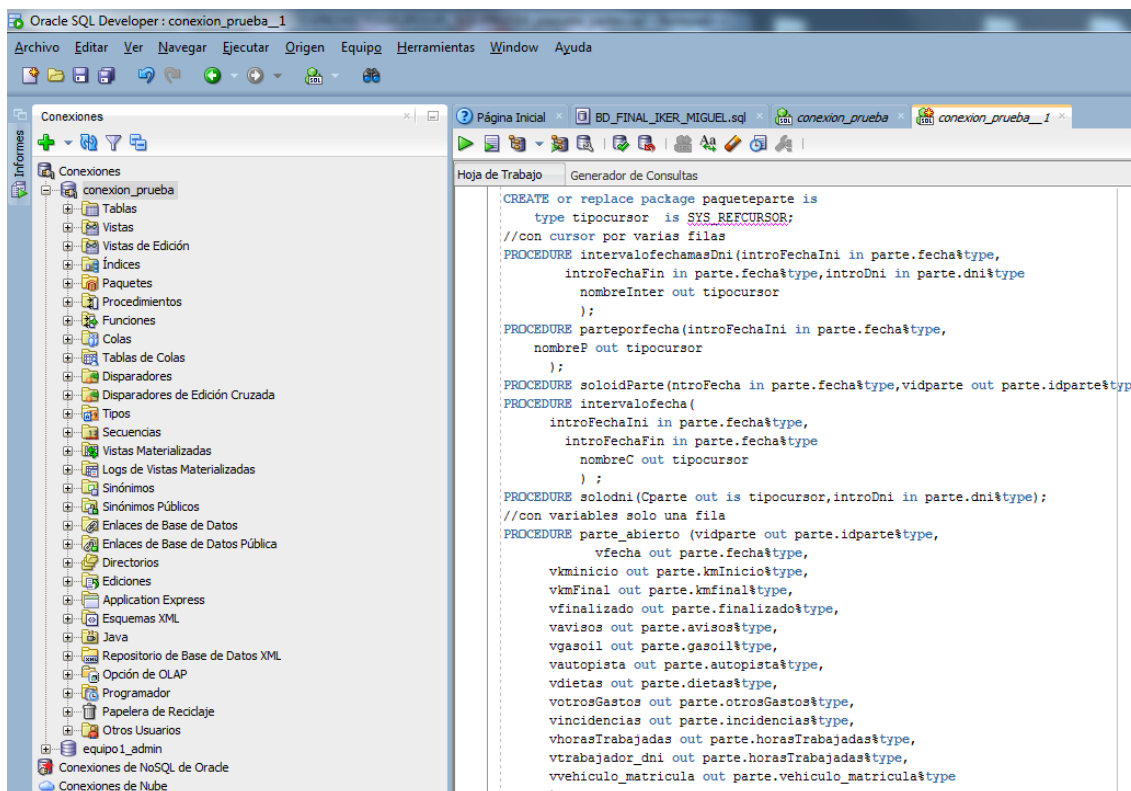 Oracle SQL Developer : conexion_prueba__1
Archivo Editar Ver Navegar Ejecutar Origen Equipo Herramientas Window Ayuda
Informes
Conexiones
Conexiones
conexion_prueba
Tablas
Vistas
Vistas de Edición
Índices
Paquetes
Procedimientos
Funciones
Colas
Tablas de Colas
Disparadores
Disparadores de Edición Cruzada
Tipos
Secuencias
Vistas Materializadas
Logs de Vistas Materializadas
Sinónimos
Sinónimos Públicos
Enlaces de Base de Datos
Enlaces de Base de Datos Pública
Directorios
Ediciones
Application Express
Esquemas XML
Java
Repositorio de Base de Datos XML
Opción de OLAP
Programador
Papelera de Reciclaje
Otros Usuarios
equipo1_admin
Conexiones de NoSQL de Oracle
Conexiones de Nube
Página Inicial BD_FINAL_IKER_MIGUEL.sql conexion_prueba conexion_prueba__1
Hoja de Trabajo Generador de Consultas
CREATE or replace package paqueteparte is
type tipocursor is SYS_REFCURSOR;
//con cursor por varias filas
PROCEDURE intervalofechamasDni(introFechaIni in parte.fecha%type,
introFechaFin in parte.fecha%type,introDni in parte.dni%type
nombreInter out tipocursor
);
PROCEDURE parteporfecha(introFechaIni in parte.fecha%type,
nombreP out tipocursor
);
PROCEDURE soloidParte(ntroFecha in parte.fecha%type,vidparte out parte.idparte%typ
PROCEDURE intervalofecha(
introFechaIni in parte.fecha%type,
introFechaFin in parte.fecha%type
nombreC out tipocursor
) ;
PROCEDURE solodni(Cparte out is tipocursor,introDni in parte.dni%type);
//con variables solo una fila
PROCEDURE parte_abierto (vidparte out parte.idparte%type,
vfecha out parte.fecha%type,
vkminicio out parte.kmInicio%type,
vkmFinal out parte.kmfinal%type,
vfinalizado out parte.finalizado%type,
vavisos out parte.avisos%type,
vgasoil out parte.gasoil%type,
vautopista out parte.autopista%type,
vdietas out parte.dietas%type,
votrosGastos out parte.otrosGastos%type,
vincidencias out parte.incidencias%type,
vhorasTrabajadas out parte.horasTrabajadas%type,
vtrabajador_dni out parte.horasTrabajadas%type,
vvehiculo_matricula out parte.vehiculo_matricula%type